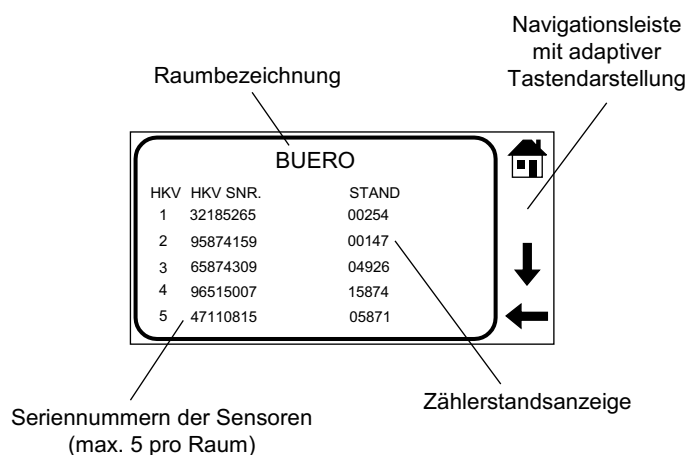 Navigationsleiste
mit adaptiver
Tastendarstellung
Raumbezeichnung
BUERO
HKV HKV SNR. STAND
1 32185265 00254
2 95874159 00147
3 65874309 04926
4 96515007 15874
5 47110815 05871
Zählerstandsanzeige
Seriennummern der Sensoren
(max. 5 pro Raum)